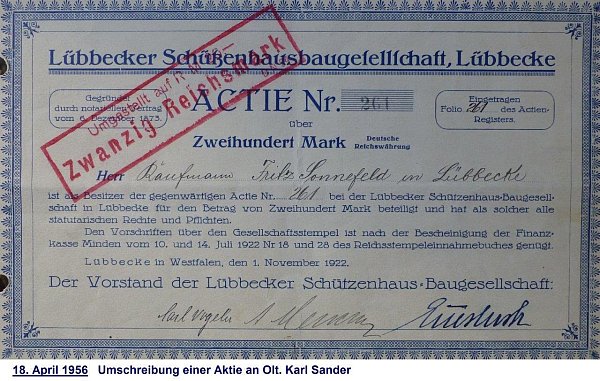 Lübbecker Schützenhausbaugesellschaft, Lübbecke
Gegründet
durch notariellen Vertrag
vom 6. Dezember 1873.
ACTIE Nr. 261
Eingetragen
Folio 261 des Actien-
Registers.
Umgestellt auf
Zwanzig Reichsmark
über
Zweihundert Mark Deutsche
Reichswährung
Herr Kaufmann Fritz Sonnefeld in Lübbecke
ist als Besitzer der gegenwärtigen Actie Nr. 261 bei der Lübbecker Schützenhaus-Baugesell-
schaft in Lübbecke für den Betrag von Zweihundert Mark beteiligt und hat als solcher alle
statutarischen Rechte und Pflichten.
Den Vorschriften über den Gesellschaftsstempel ist nach der Bescheinigung der Finanz-
kasse Minden vom 10. und 14. Juli 1922 Nr 18 und 28 des Reichsstempeleinnahmebuches genügt.
Lübbecke in Westfalen, den 1. November 1922.
Der Vorstand der Lübbecker Schützenhaus-Baugesellschaft:
18. April 1956 Umschreibung einer Aktie an Olt. Karl Sander